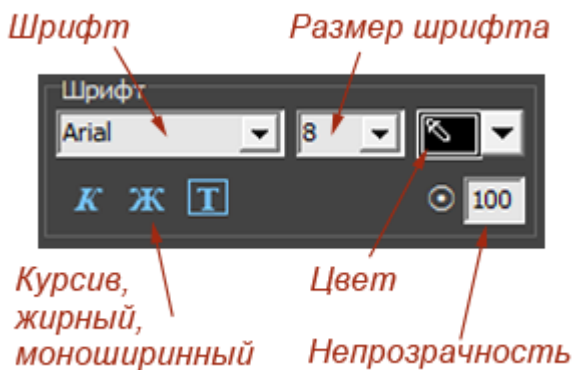 Шрифт Размер шрифта
Шрифт
Arial 8
К Ж T 100
Курсив,
жирный,
моноширинный
Цвет
Непрозрачность